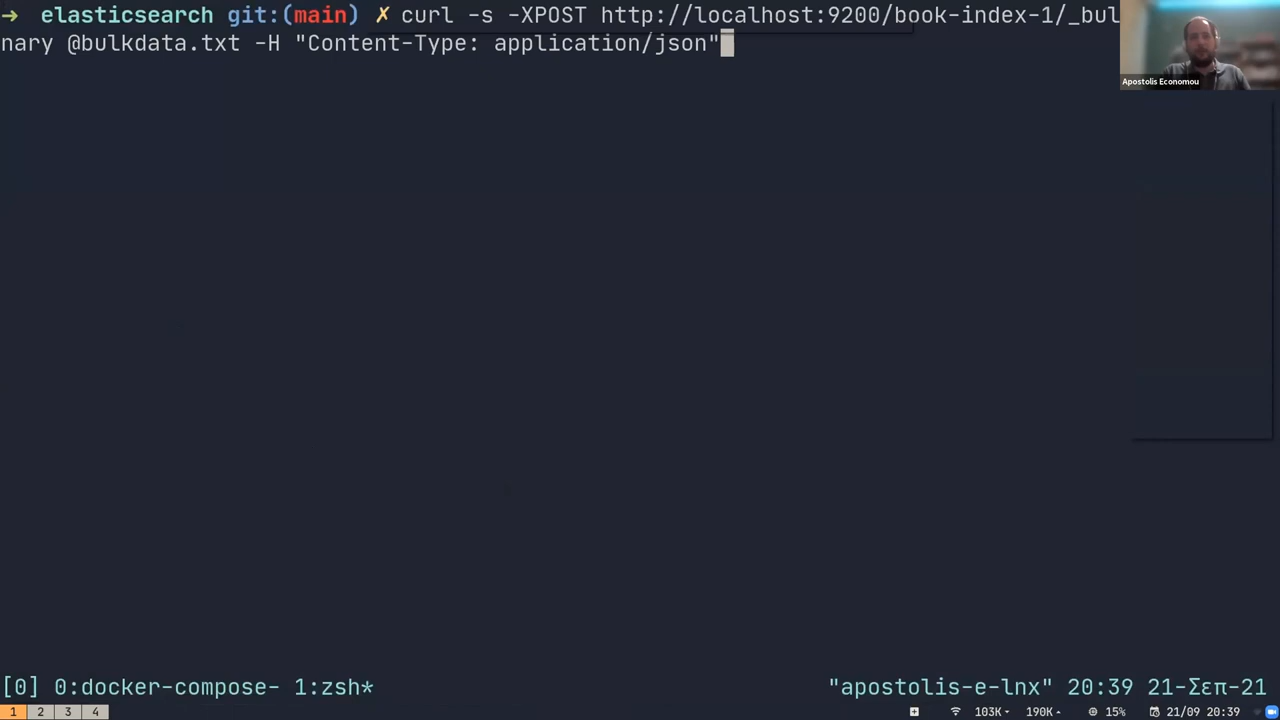 ➜ elasticsearch git:(main) ✗ curl -s -XPOST http://localhost:9200/book-index-1/_bul
nary @bulkdata.txt -H "Content-Type: application/json"
Apostolis Economou
[0] 0:docker-compose- 1:zsh* "apostolis-e-lnx" 20:39 21-Σεπ-21
1 2 3 4 103K 190K 15% 21/09 20:39